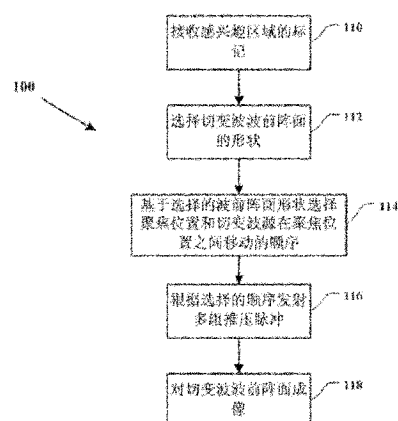 接收感兴趣区域的标
记
110
100
选择切变波波前阵面
的形状
112
基于选择的波前阵面形状选择
聚焦位置和切变波源在聚焦位
置之间移动的顺序
114
根据选择的顺序发射
多组推压脉冲
116
对切变波波前阵面成
像
118